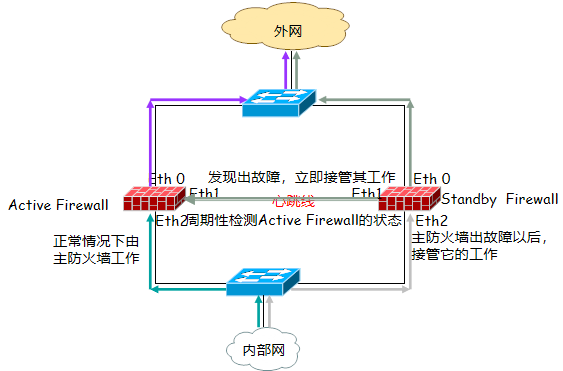 外网
发现出故障，立即接管其工作
Eth 0
Eth 0
Eth1
心跳线
Eth1
Active Firewall
Standby Firewall
Eth2
周期性检测Active Firewall的状态
Eth2
正常情况下由
主防火墙工作
主防火墙出故障以后，
接管它的工作
内部网